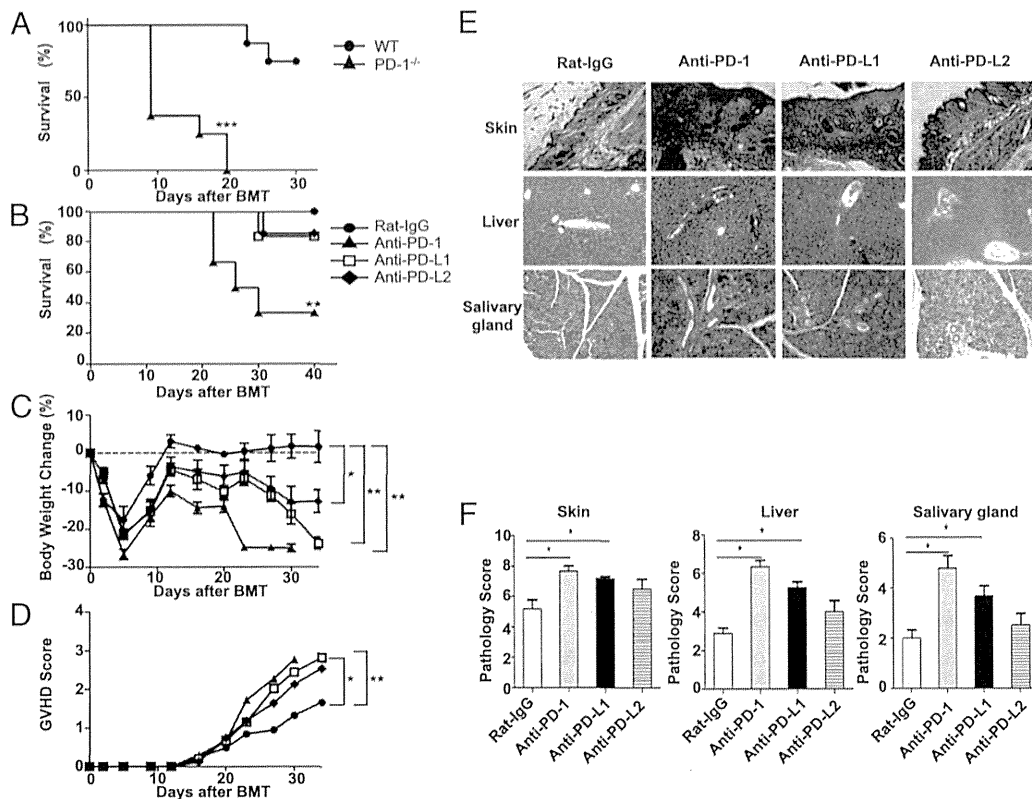 A
Survival (%)
100
50
0
WT
PD-1-/-
***
0 10 20 30
Days after BMT
B
Survival (%)
100
80
60
40
20
0
Rat-IgG
Anti-PD-1
Anti-PD-L1
Anti-PD-L2
**
0 10 20 30 40
Days after BMT
C
Body Weight Change (%)
10
0
-10
-20
-30
* ** **
0 10 20 30
Days after BMT
D
GVHD Score
4
3
2
1
0
* **
0 10 20 30
Days after BMT
E
Rat-IgG Anti-PD-1 Anti-PD-L1 Anti-PD-L2
Skin
Liver
Salivary
gland
F
Skin
Pathology Score
10
8
6
4
2
0
*
*
Rat-IgG Anti-PD-1 Anti-PD-L1 Anti-PD-L2
Liver
Pathology Score
8
6
4
2
0
*
*
Rat-IgG Anti-PD-1 Anti-PD-L1 Anti-PD-L2
Salivary gland
Pathology Score
6
4
2
0
*
*
Rat-IgG Anti-PD-1 Anti-PD-L1 Anti-PD-L2